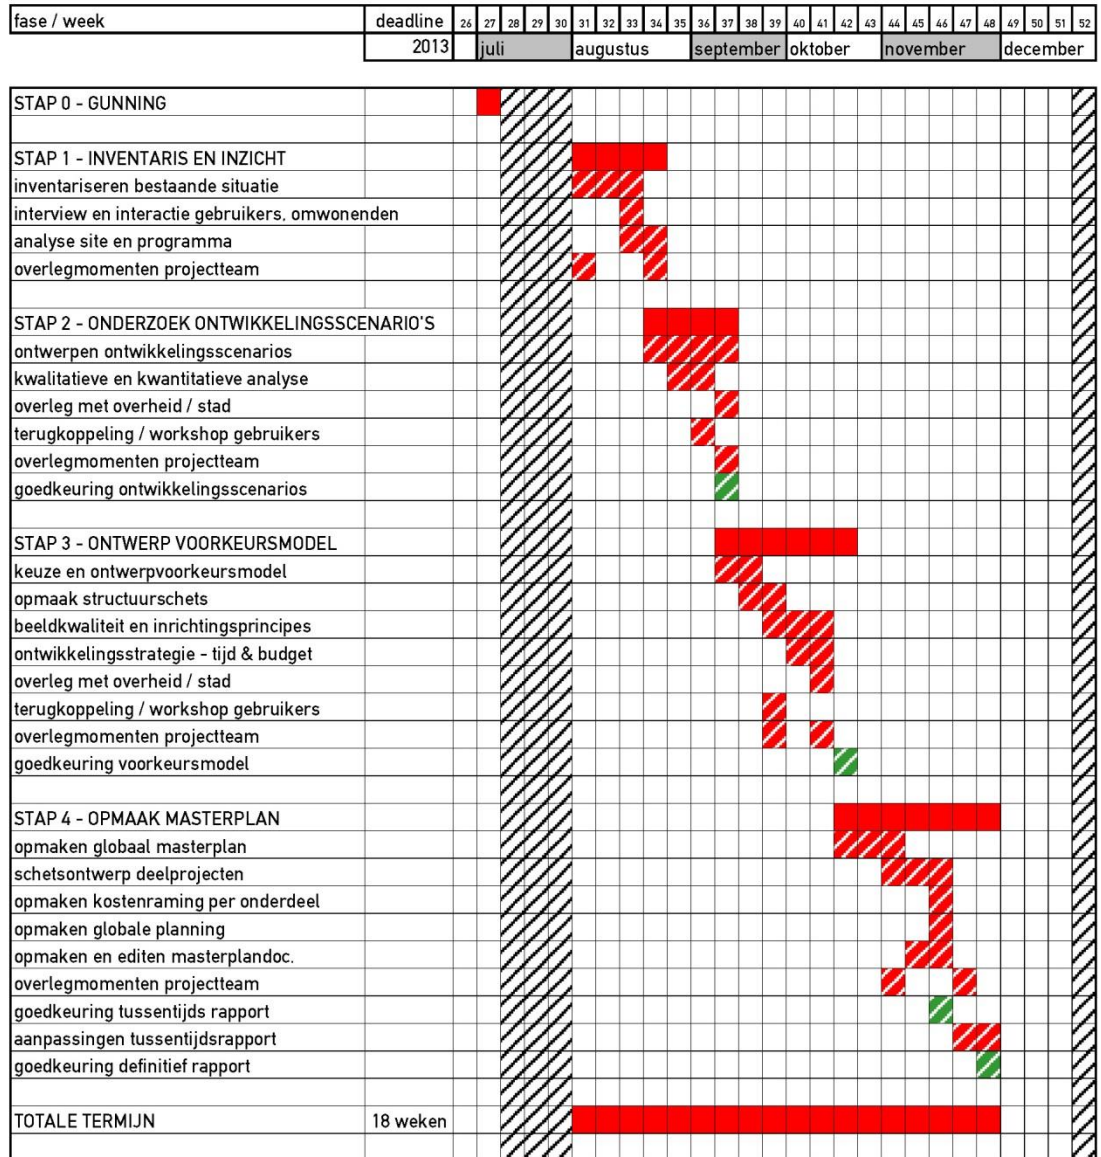 fase / week deadline 26 27 28 29 30 31 32 33 34 35 36 37 38 39 40 41 42 43 44 45 46 47 48 49 50 51 52
2013 juli augustus september oktober november december
STAP 0 - GUNNING
STAP 1 - INVENTARIS EN INZICHT
inventariseren bestaande situatie
interview en interactie gebruikers, omwonenden
analyse site en programma
overlegmomenten projectteam
STAP 2 - ONDERZOEK ONTWIKKELINGSSCENARIO'S
ontwerpen ontwikkelingsscenarios
kwalitatieve en kwantitatieve analyse
overleg met overheid / stad
terugkoppeling / workshop gebruikers
overlegmomenten projectteam
goedkeuring ontwikkelingsscenarios
STAP 3 - ONTWERP VOORKEURSMODEL
keuze en ontwerpvoorkeursmodel
opmaak structuurschets
beeldkwaliteit en inrichtingsprincipes
ontwikkelingsstrategie - tijd & budget
overleg met overheid / stad
terugkoppeling / workshop gebruikers
overlegmomenten projectteam
goedkeuring voorkeursmodel
STAP 4 - OPMAAK MASTERPLAN
opmaken globaal masterplan
schetsontwerp deelprojecten
opmaken kostenraming per onderdeel
opmaken globale planning
opmaken en editen masterplandoc.
overlegmomenten projectteam
goedkeuring tussentijds rapport
aanpassingen tussentijdsrapport
goedkeuring definitief rapport
TOTALE TERMIJN 18 weken